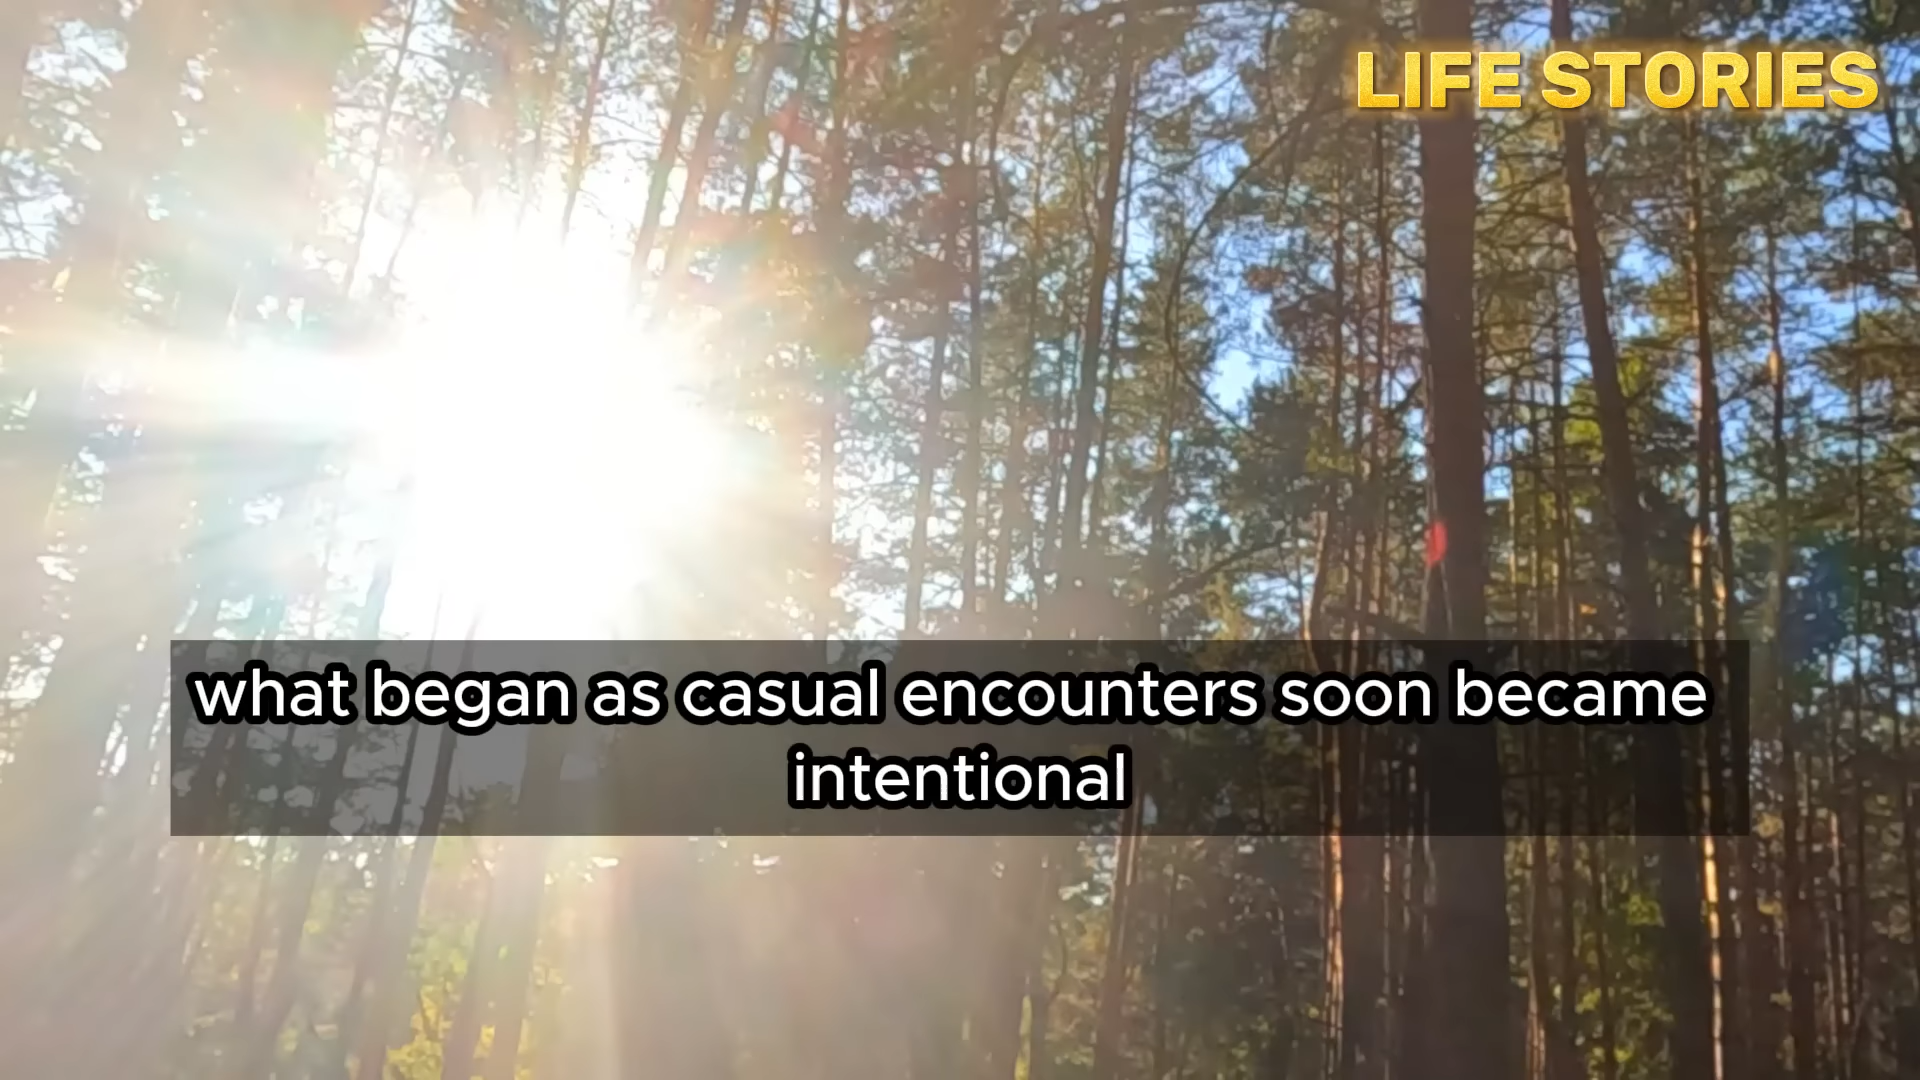 LIFE STORIES
what began as casual encounters soon became
intentional